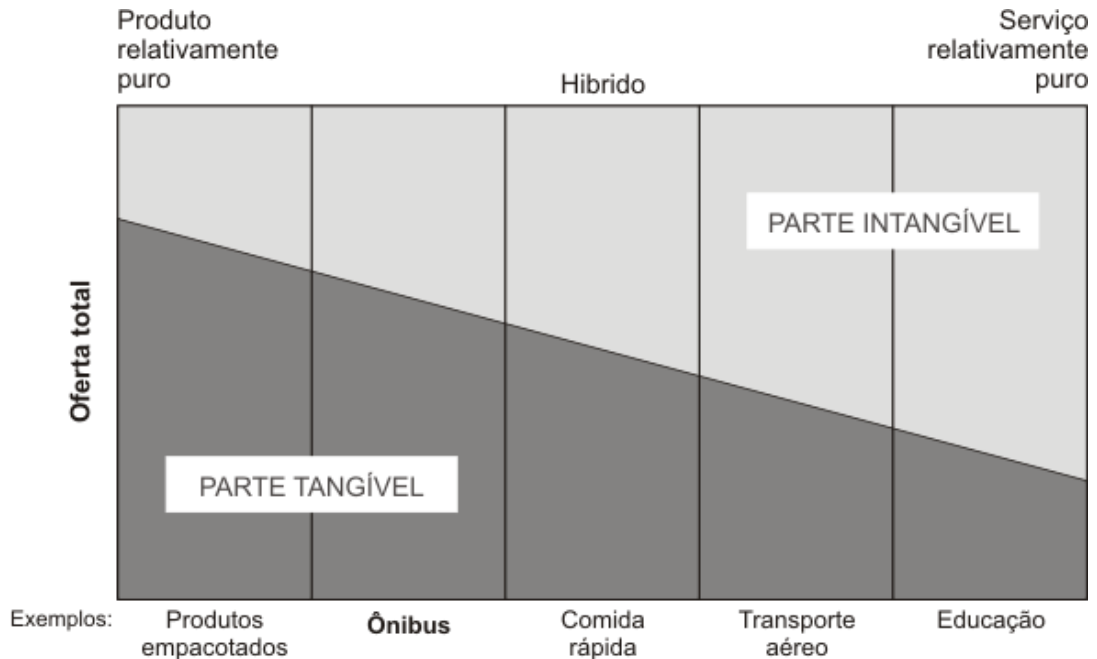 Produto
relativamente
puro
Hibrido
Serviço
relativamente
puro
PARTE INTANGÍVEL
Oferta total
PARTE TANGÍVEL
Exemplos:
Produtos
empacotados
Ônibus
Comida
rápida
Transporte
aéreo
Educação